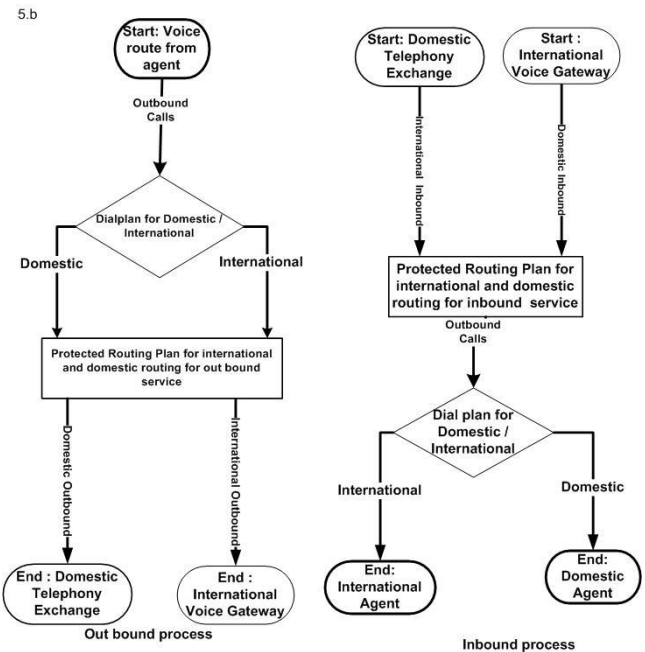 5.b
Start: Voice
route from
agent
Outbound
Calls
Dialplan for Domestic /
International
Domestic
International
Protected Routing Plan for international
and domestic routing for out bound
service
Domestic Outbound
International Outbound
End : Domestic
Telephony
Exchange
End :
International
Voice Gateway
Out bound process
Start: Domestic
Telephony
Exchange
Start :
International
Voice Gateway
International Inbound
Domestic Inbound
Protected Routing Plan for
international and domestic
routing for inbound service
Outbound
Calls
Dial plan for
Domestic /
International
International
Domestic
End:
International
Agent
End:
Domestic
Agent
Inbound process